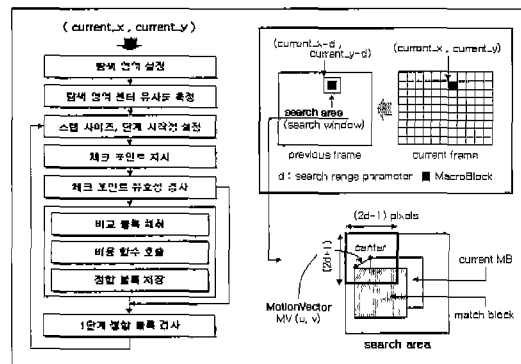 ( current_x , current_y )
탐색 영역 설정
탐색 영역 센터 유사도 측정
스텝 사이즈, 단계 시작점 설정
체크 포인트 지시
체크 포인트 유효성 검사
비교 블록 채취
비용 함수 호출
정합 블록 저장
1단계 정합 블록 검사
(current_x-d ,
current_y-d)
(current_x , current_y)
search area
(search window)
previous frame
current frame
d : search range parameter
MacroBlock
(2d+1) pixels
(2d+1)
center
current MB
MotionVector
MV (u, v)
match block
search area